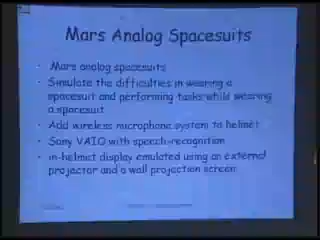 Mars Analog Spacesuits
• Mars analog spacesuits
• Simulate the difficulties in wearing a
spacesuit and performing tasks while wearing
a spacesuit
• Add wireless microphone system to helmet
• Sony VAIO with speech-recognition
• in-helmet display emulated using an external
projector and a wall projection screen